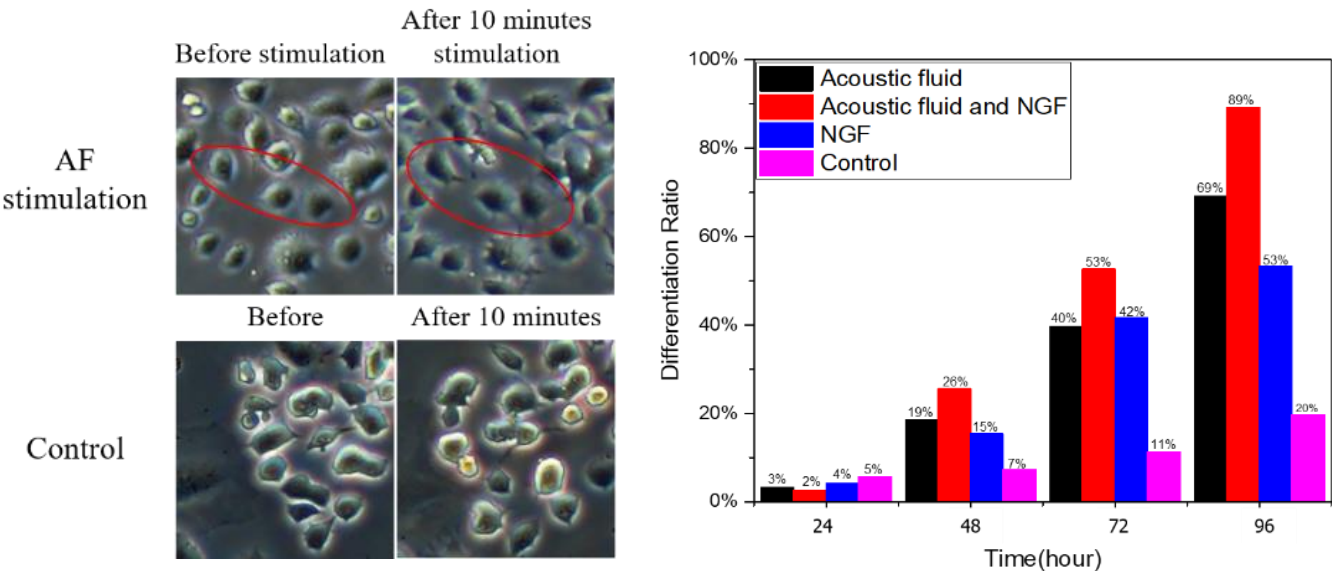 After 10 minutes
Before stimulation
stimulation
AF
stimulation
Before
After 10 minutes
Control
100%
80%
60%
40%
20%
0%
Differentiation Ratio
Acoustic fluid
Acoustic fluid and NGF
NGF
Control
3%
2%
4%
5%
19%
26%
15%
7%
40%
53%
42%
11%
69%
89%
53%
20%
24
48
72
96
Time(hour)